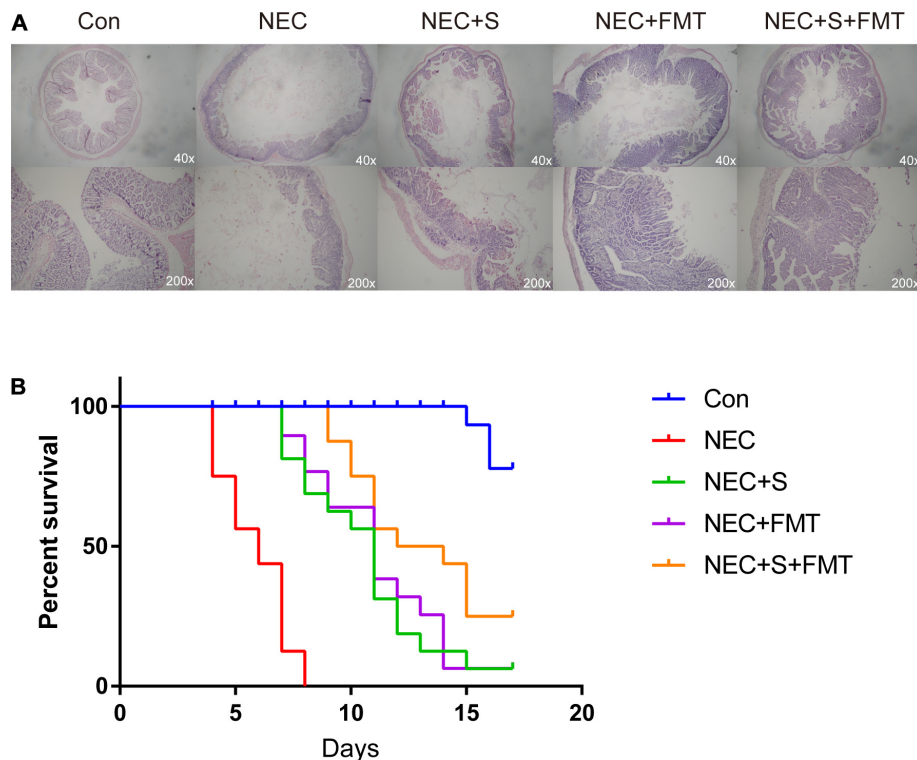 A Con NEC NEC+S NEC+FMT NEC+S+FMT
40x 40x 40x 40x 40x
200x 200x 200x 200x 200x
B
100
50
0
Percent survival
0 5 10 15 20
Days
Con
NEC
NEC+S
NEC+FMT
NEC+S+FMT